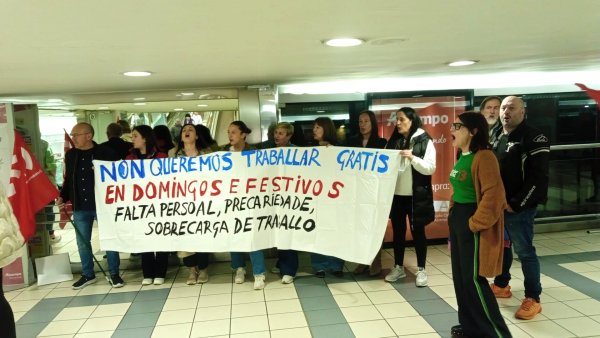 NON QUEREMOS TRABALLAR GRATIS
EN DOMINGOS E FESTIVOS
FALTA PERSOAL, PRECARIEDADE,
SOBRECARGA DE TRABALLO